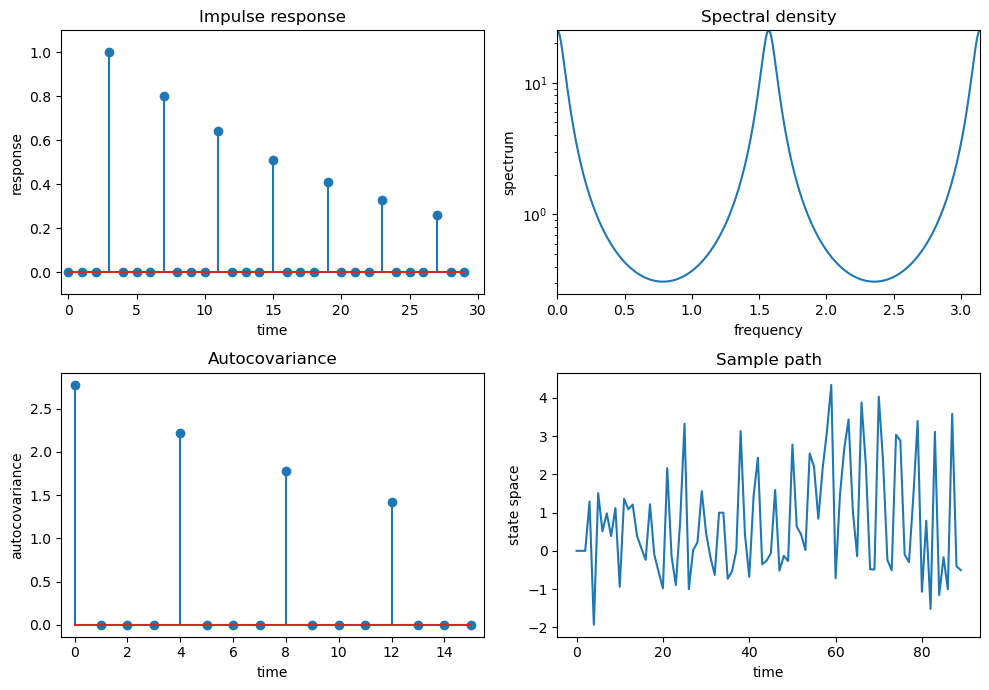 Impulse response
1.0
0.8
0.6
0.4
0.2
0.0
response
0 5 10 15 20 25 30
time
Spectral density
10^1
10^0
spectrum
0.0 0.5 1.0 1.5 2.0 2.5 3.0
frequency
Autocovariance
2.5
2.0
1.5
1.0
0.5
0.0
autocovariance
0 2 4 6 8 10 12 14
time
Sample path
4
3
2
1
0
−1
−2
state space
0 20 40 60 80
time